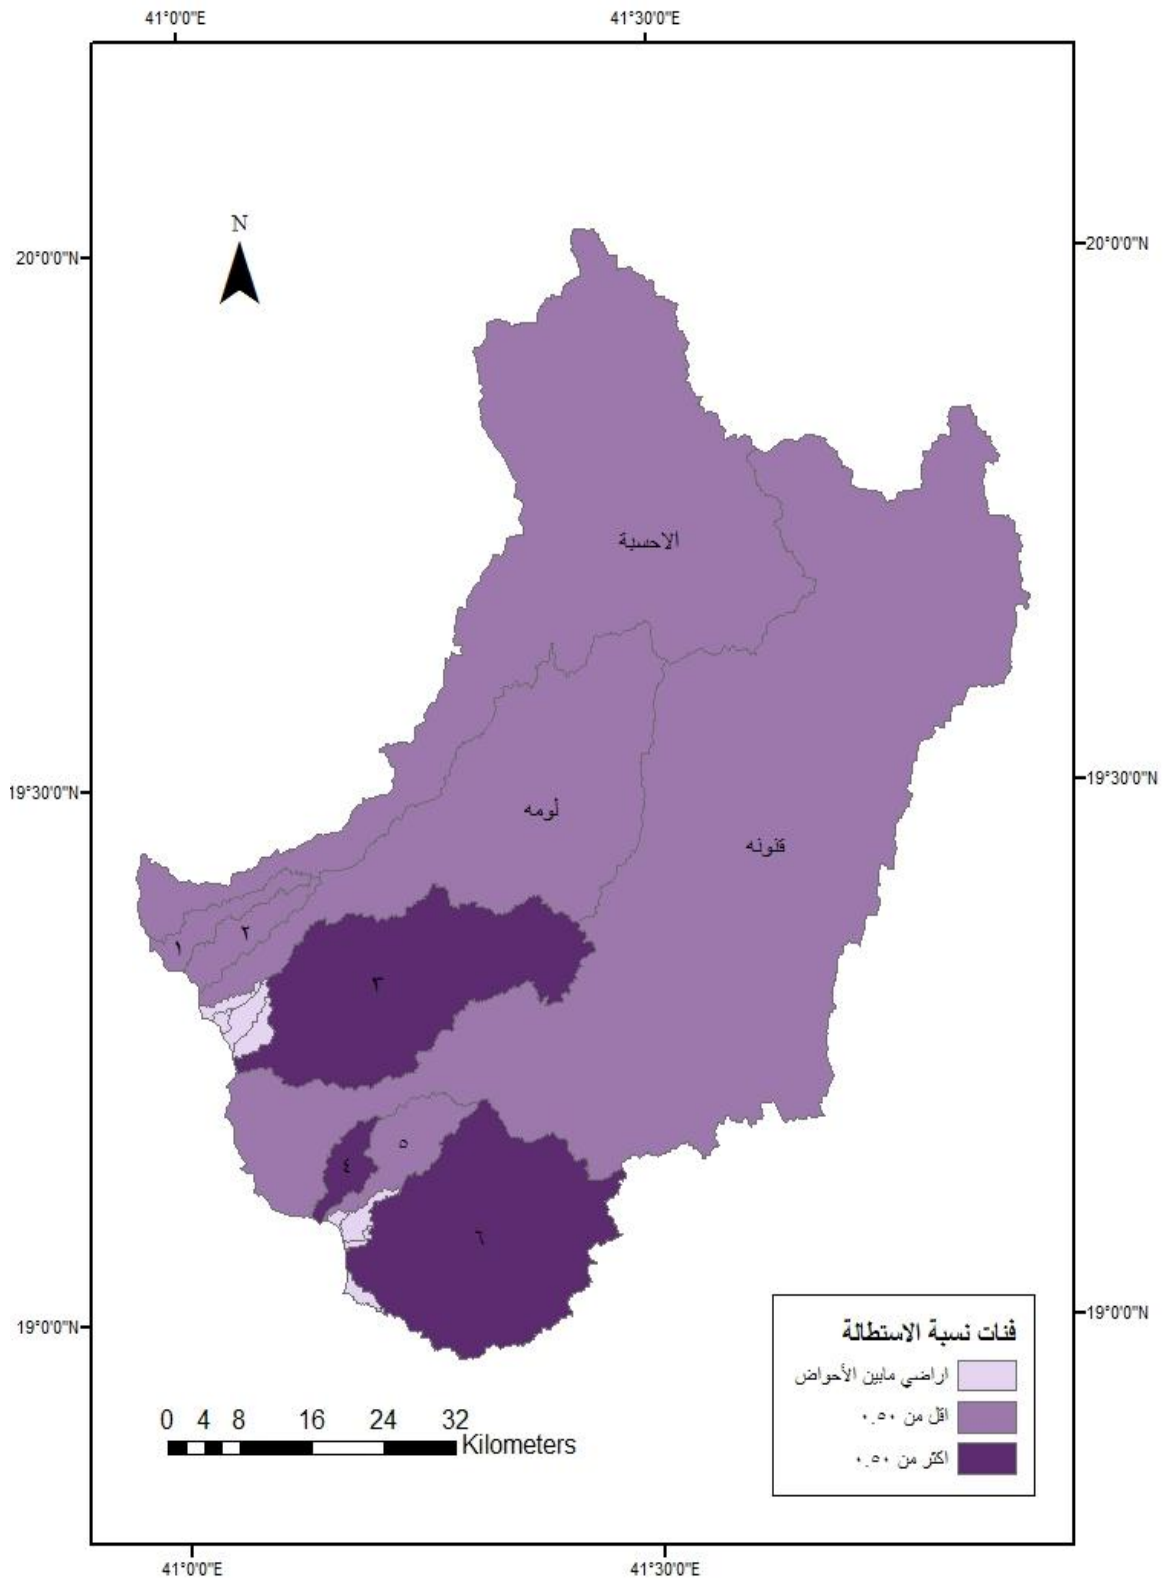 41°0'0"E 41°30'0"E
N
20°0'0"N 20°0'0"N
الاحسبة
19°30'0"N 19°30'0"N
لومه
قنونه
١
٢
٣
٤
٥
٦
19°0'0"N 19°0'0"N
فئات نسبة الاستطالة
اراضي مابين الأحواض
اقل من ٠.٥٠
اكثر من ٠.٥٠
0 4 8 16 24 32
Kilometers
41°0'0"E 41°30'0"E